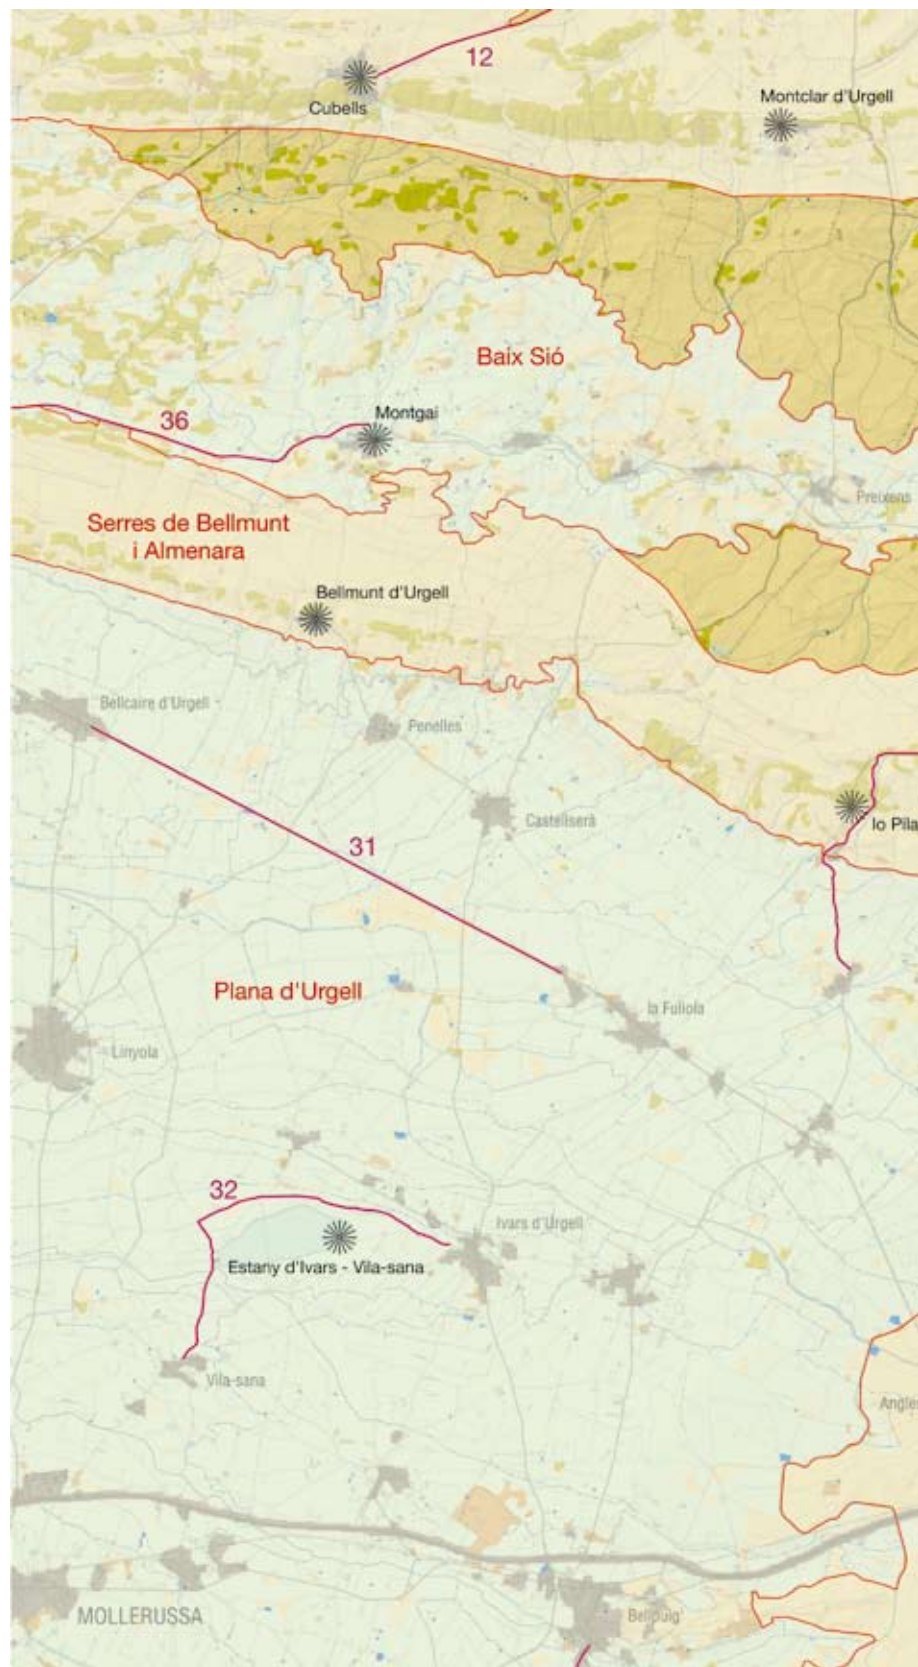 12
Cubells
Montclar d'Urgell
Baix Sió
36
Montgai
Preixens
Serres de Bellmunt
i Almenara
Bellmunt d'Urgell
Bellcaire d'Urgell
Penelles
Castellserà
lo Pila
31
Plana d'Urgell
la Fuliola
Linyola
32
Ivars d'Urgell
Estany d'Ivars - Vila-sana
Vila-sana
Angles
MOLLERUSSA
Bellpuig